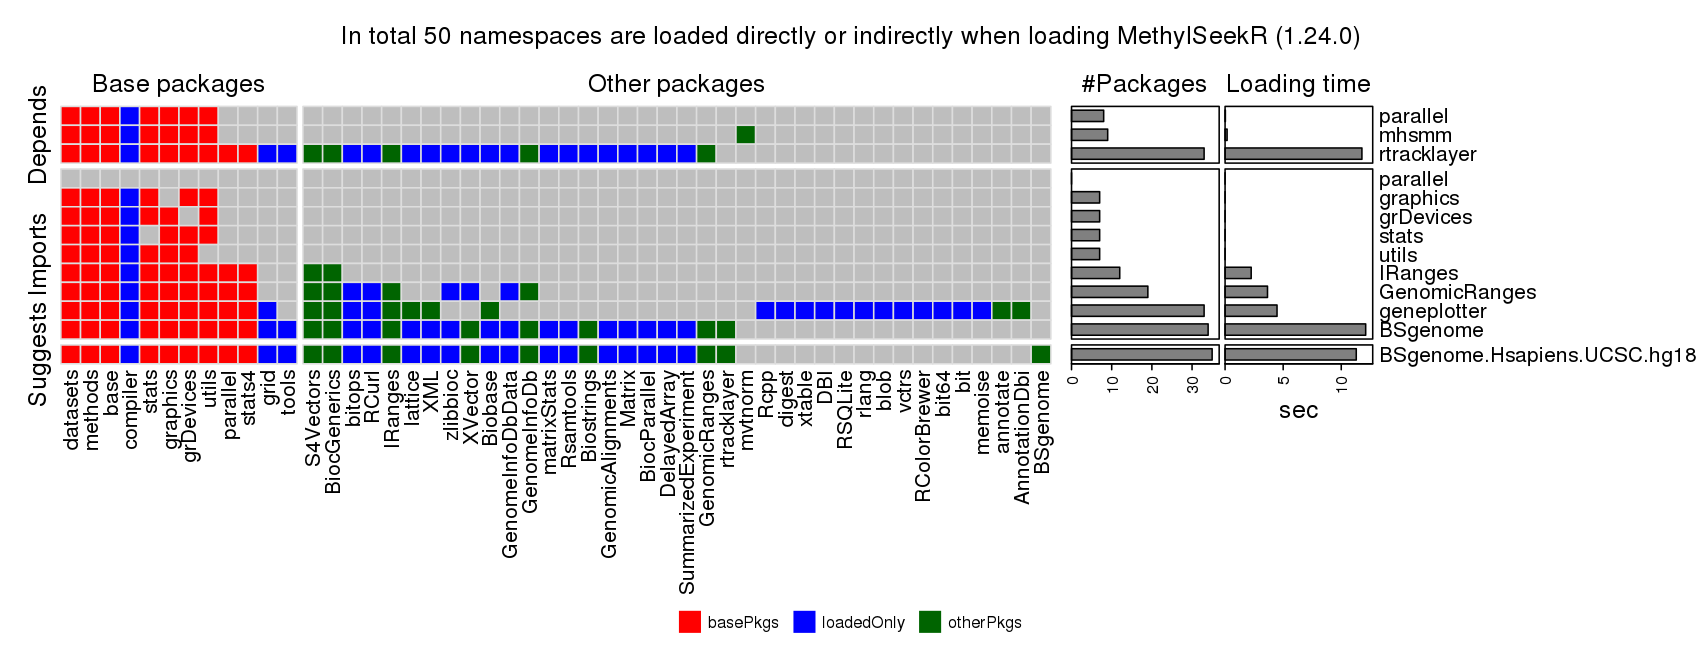 In total 50 namespaces are loaded directly or indirectly when loading MethylSeekR (1.24.0)
Base packages
Other packages
#Packages
Loading time
Depends
Imports
Suggests
parallel
mhsmm
rtracklayer
parallel
graphics
grDevices
stats
utils
IRanges
GenomicRanges
geneplotter
BSgenome
BSgenome.Hsapiens.UCSC.hg18
datasets
methods
base
compiler
stats
graphics
grDevices
utils
parallel
stats4
grid
tools
S4Vectors
BiocGenerics
bitops
RCurl
IRanges
lattice
XML
zlibbioc
XVector
Biobase
GenomeInfoDbData
GenomeInfoDb
matrixStats
Rsamtools
Biostrings
GenomicAlignments
Matrix
BiocParallel
DelayedArray
SummarizedExperiment
GenomicRanges
rtracklayer
mvtnorm
Rcpp
digest
xtable
DBI
RSQLite
rlang
blob
vctrs
RColorBrewer
bit64
bit
memoise
annotate
AnnotationDbi
BSgenome
0
10
20
30
0
5
10
sec
basePkgs
loadedOnly
otherPkgs